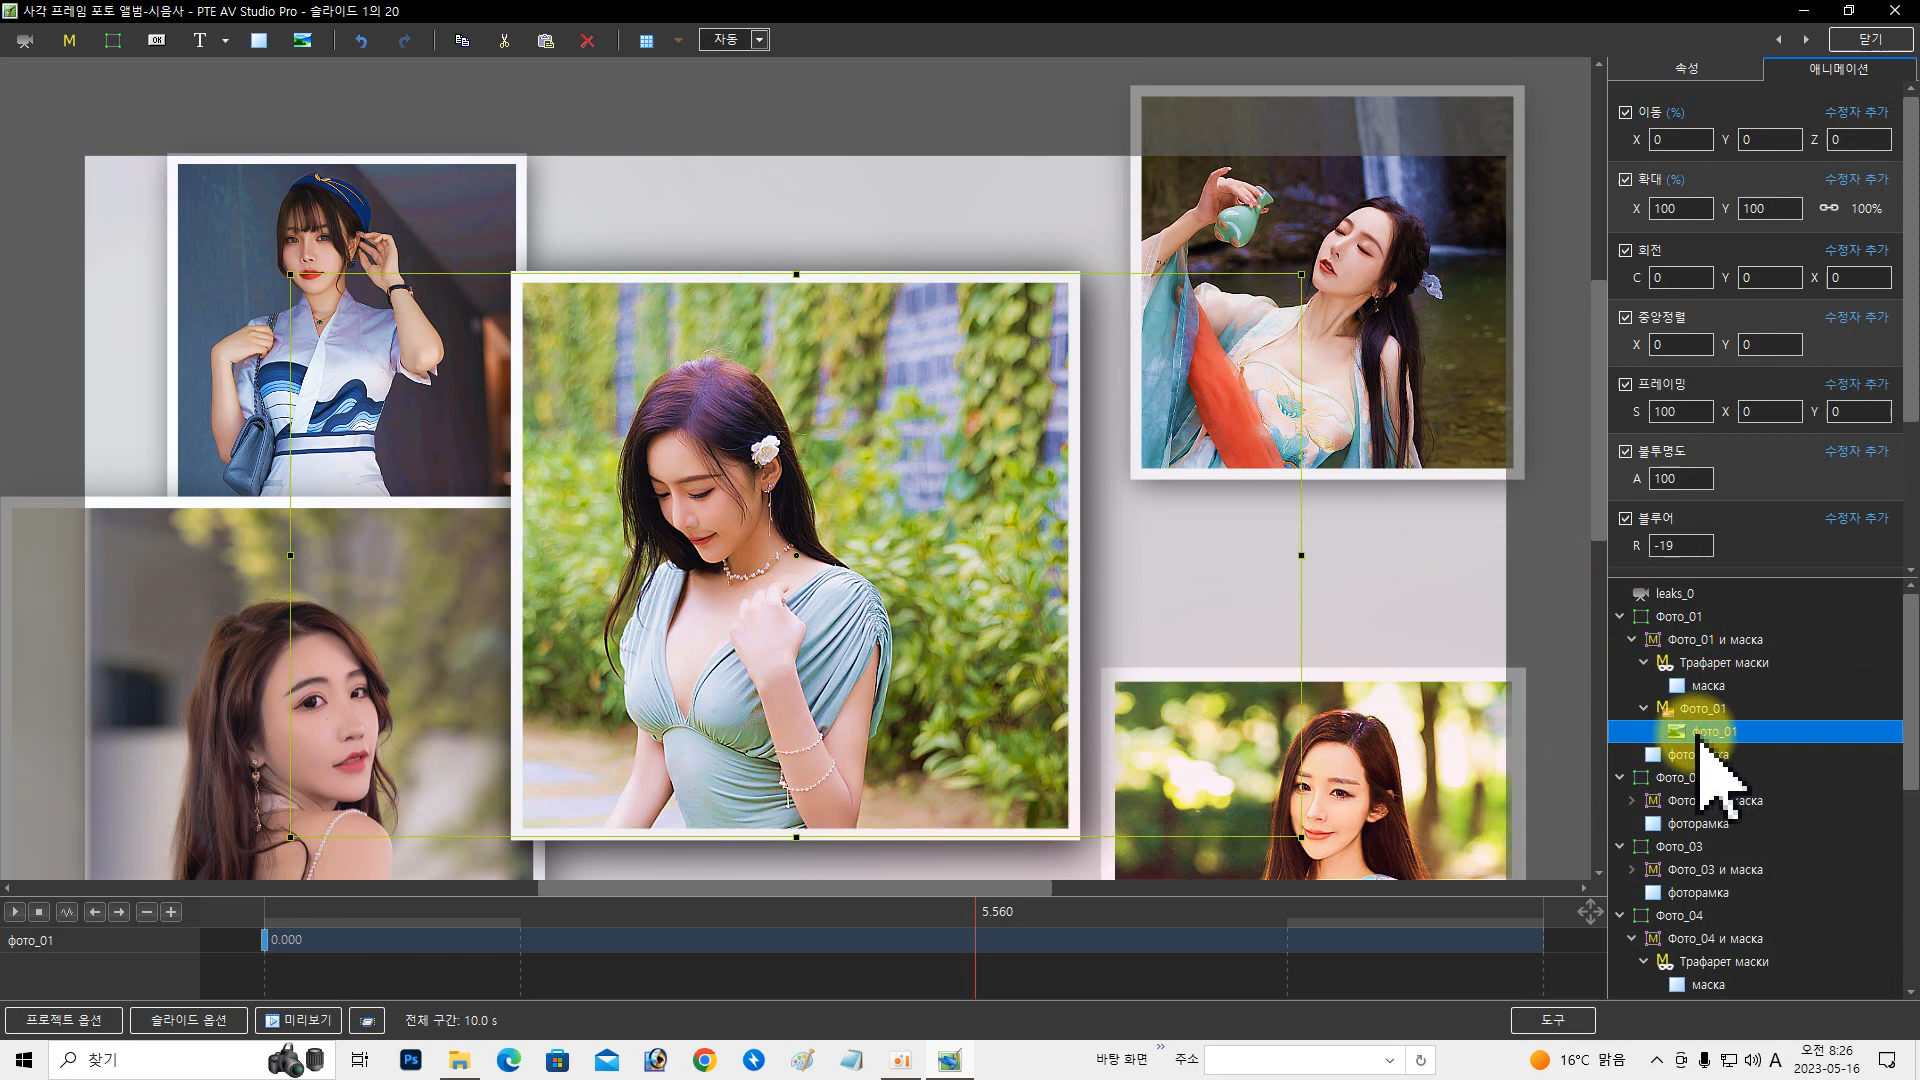 사각 프레임 포토 앨범-시음사 - PTE AV Studio Pro - 슬라이드 1의 20
M
OK
T
자동
닫기
속성
애니메이션
이동 (%)
수정자 추가
X 0 Y 0 Z 0
확대 (%)
수정자 추가
X 100 Y 100 100%
회전
수정자 추가
C 0 Y 0 X 0
중앙정렬
수정자 추가
X 0 Y 0
프레이밍
수정자 추가
S 100 X 0 Y 0
불투명도
수정자 추가
A 100
블루어
수정자 추가
R -19
leaks_0
Фото_01
Фото_01 и маска
Трафарет маски
маска
Фото_01
фото_01
Фото_03
фоторамка
Фото_03 и маска
фоторамка
Фото_04
Фото_04 и маска
Трафарет маски
маска
5.560
фото_01
0.000
프로젝트 옵션
슬라이드 옵션
미리보기
전체 구간: 10.0 s
도구
찾기
Ps
바탕 화면
»
주소
16°C 맑음
A
오전 8:26
2023-05-16